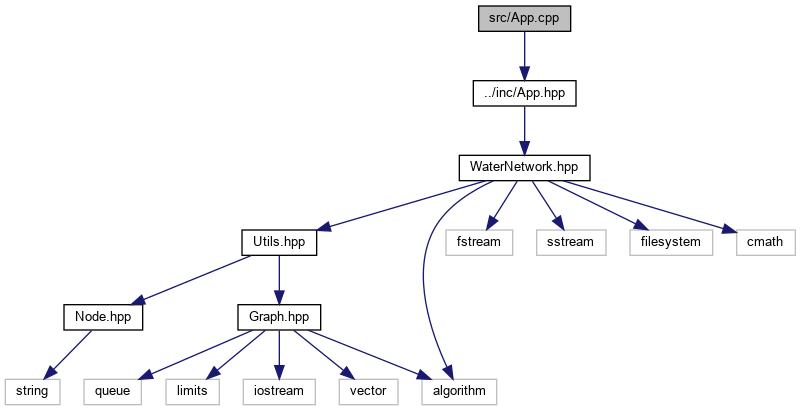 src/App.cpp
../inc/App.hpp
WaterNetwork.hpp
Utils.hpp
fstream
sstream
filesystem
cmath
Node.hpp
Graph.hpp
string
queue
limits
iostream
vector
algorithm